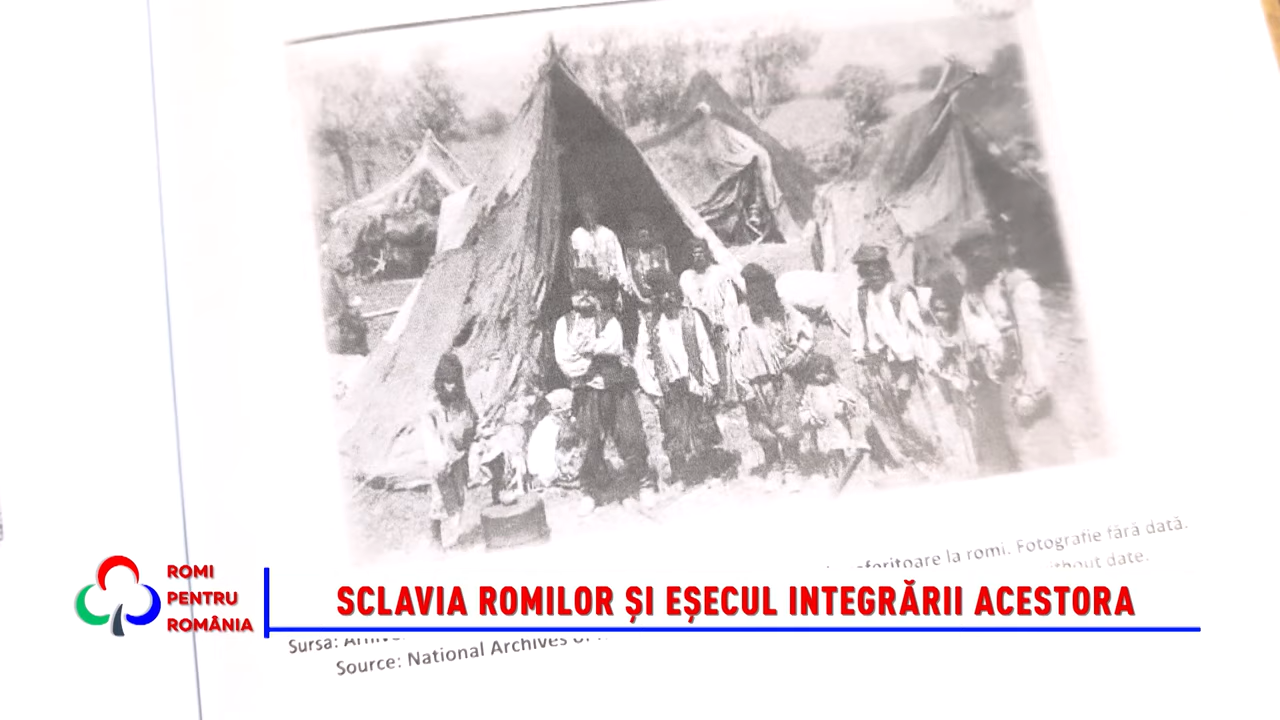 feritoare la romi. Fotografie fără dată.
without date.
ROMI
PENTRU
ROMÂNIA
SCLAVIA ROMILOR ȘI EȘECUL INTEGRĂRII ACESTORA
Sursa:
Source: National Archives of